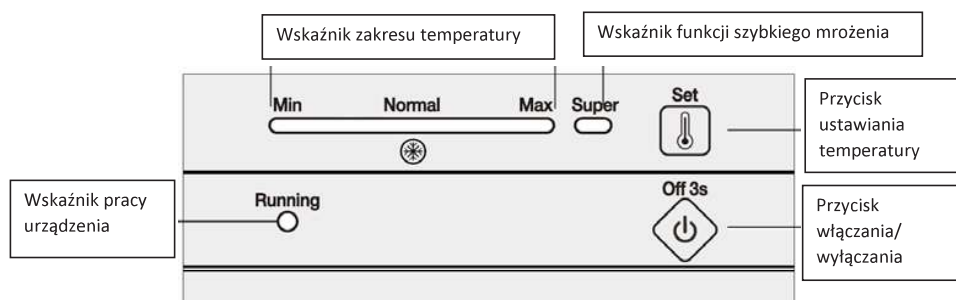 Wskaźnik zakresu temperatury
Wskaźnik funkcji szybkiego mrożenia
Min Normal Max Super Set
Przycisk
ustawiania
temperatury
Wskaźnik pracy
urządzenia
Running
Off 3s
Przycisk
włączania/
wyłączania